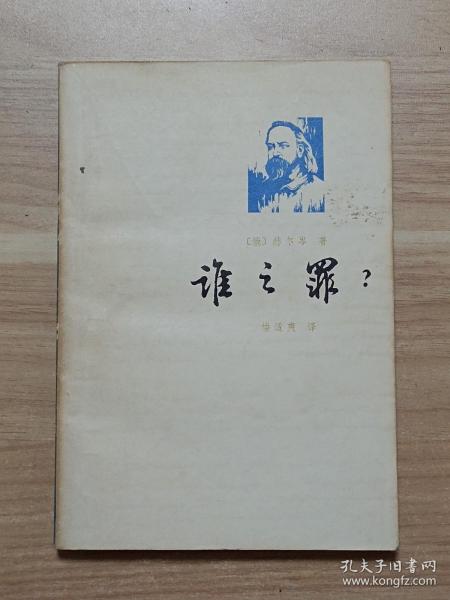 〔俄〕赫尔岑 著
谁之罪?
楼适夷 译
孔夫子旧书网
www.kongfz.com